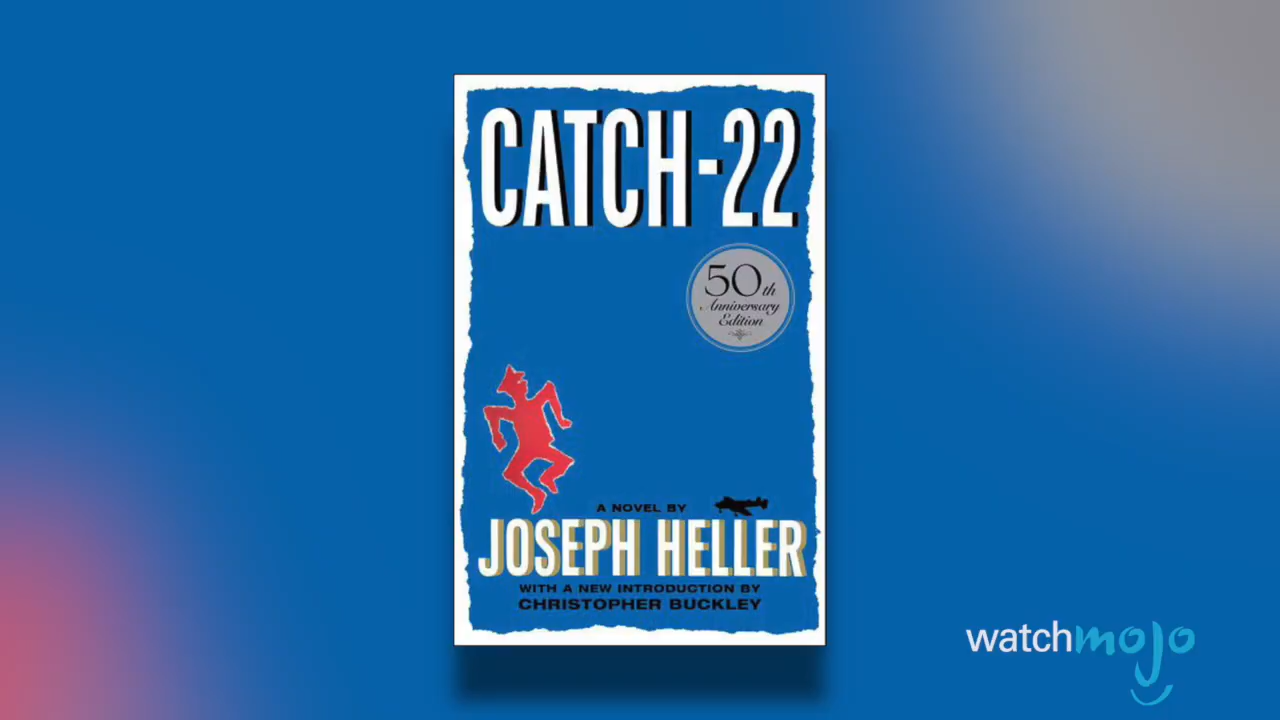 CATCH-22
50th
Anniversary
Edition
A NOVEL BY
JOSEPH HELLER
WITH A NEW INTRODUCTION BY
CHRISTOPHER BUCKLEY
watchmojo